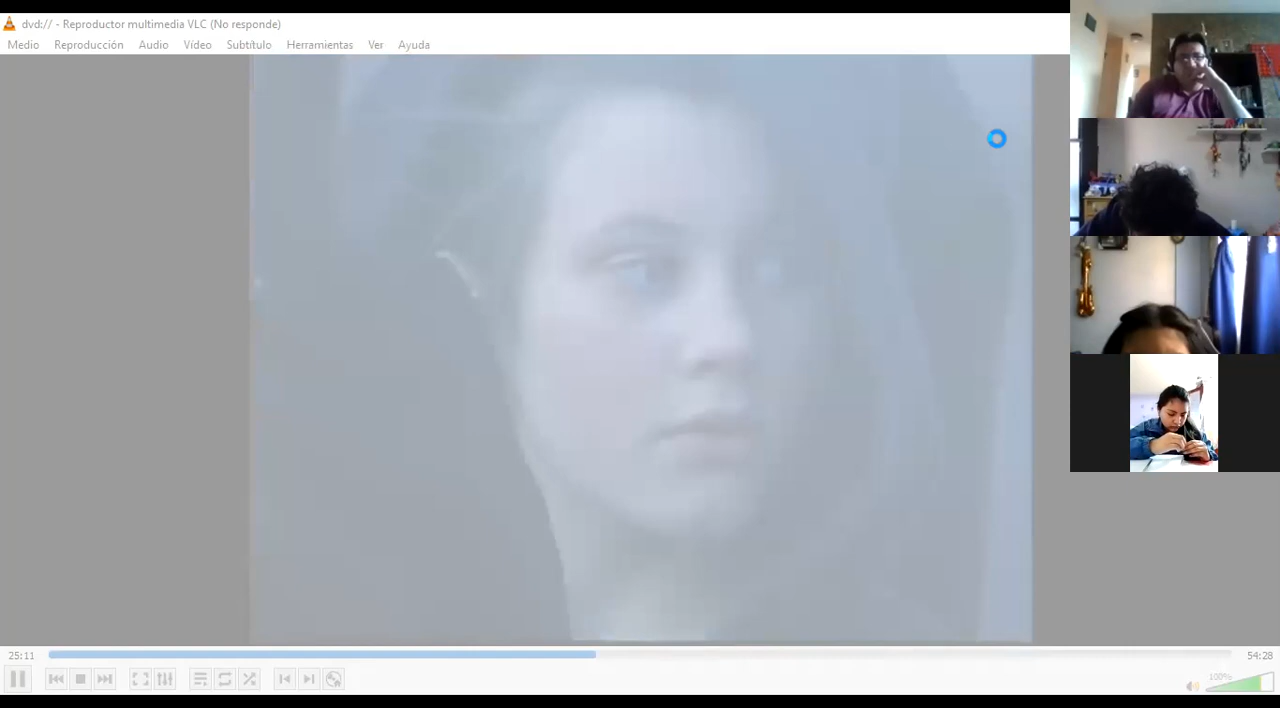 dvd:// - Reproductor multimedia VLC (No responde)
Medio Reproducción Audio Vídeo Subtítulo Herramientas Ver Ayuda
25:11 54:28
100%